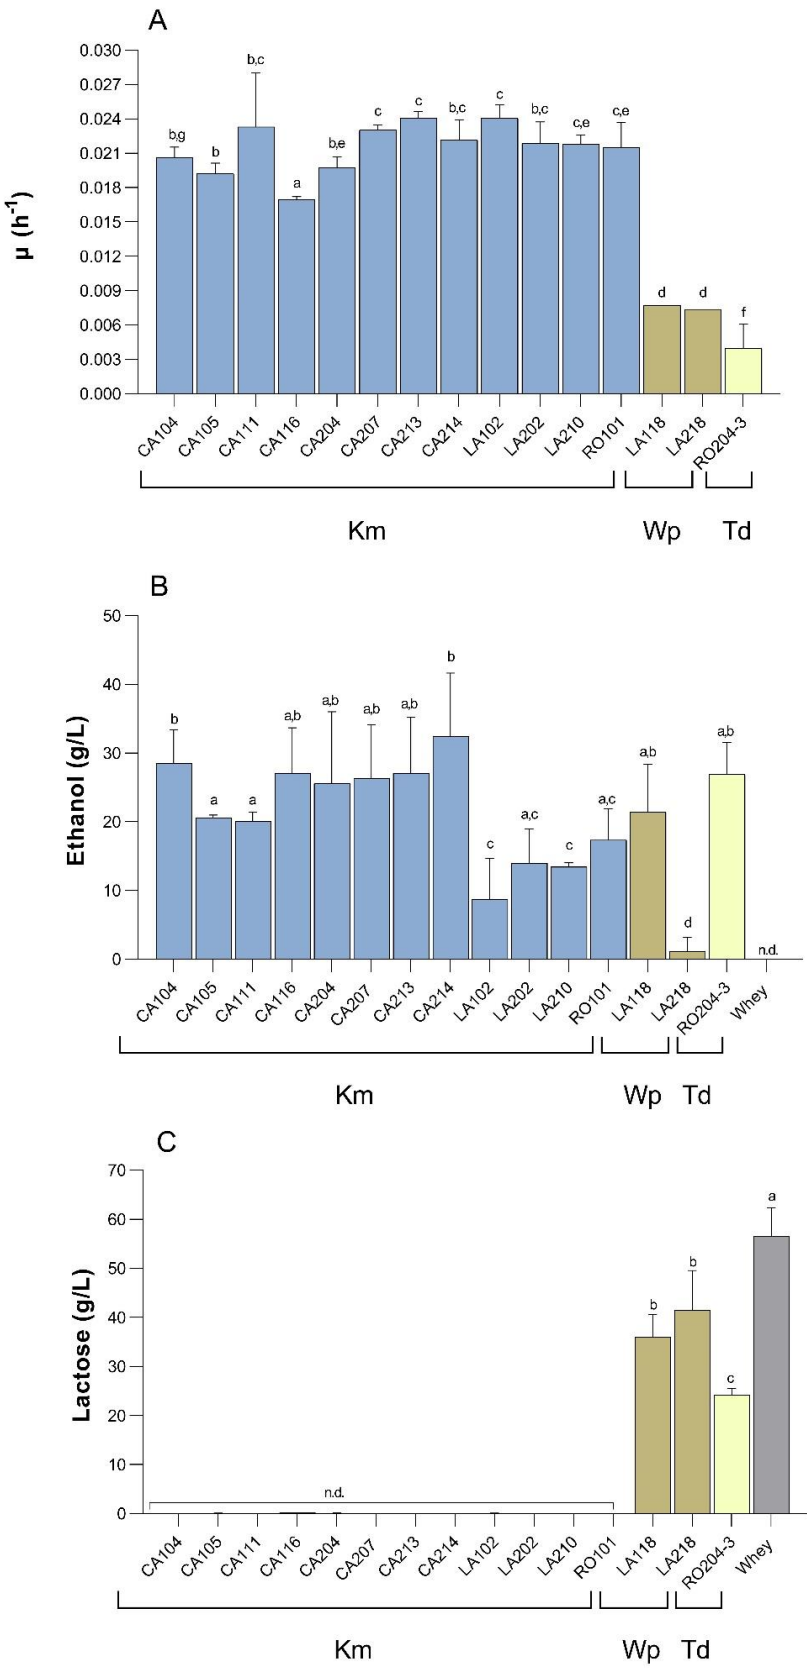 A
μ (h-1)
0.030
0.027
0.024
0.021
0.018
0.015
0.012
0.009
0.006
0.003
0.000
b,g
b
b,c
a
b,e
c
c
b,c
c
b,c
c,e
c,e
d
d
f
CA104
CA105
CA111
CA116
CA204
CA207
CA213
CA214
LA102
LA202
LA210
RO101
LA118
LA218
RO204-3
Km
Wp
Td
B
Ethanol (g/L)
50
40
30
20
10
0
b
a
a
a,b
a,b
a,b
a,b
b
c
a,c
c
a,c
a,b
d
a,b
n.d.
CA104
CA105
CA111
CA116
CA204
CA207
CA213
CA214
LA102
LA202
LA210
RO101
LA118
LA218
RO204-3
Whey
Km
Wp
Td
C
Lactose (g/L)
70
60
50
40
30
20
10
0
n.d.
b
b
c
a
CA104
CA105
CA111
CA116
CA204
CA207
CA213
CA214
LA102
LA202
LA210
RO101
LA118
LA218
RO204-3
Whey
Km
Wp
Td